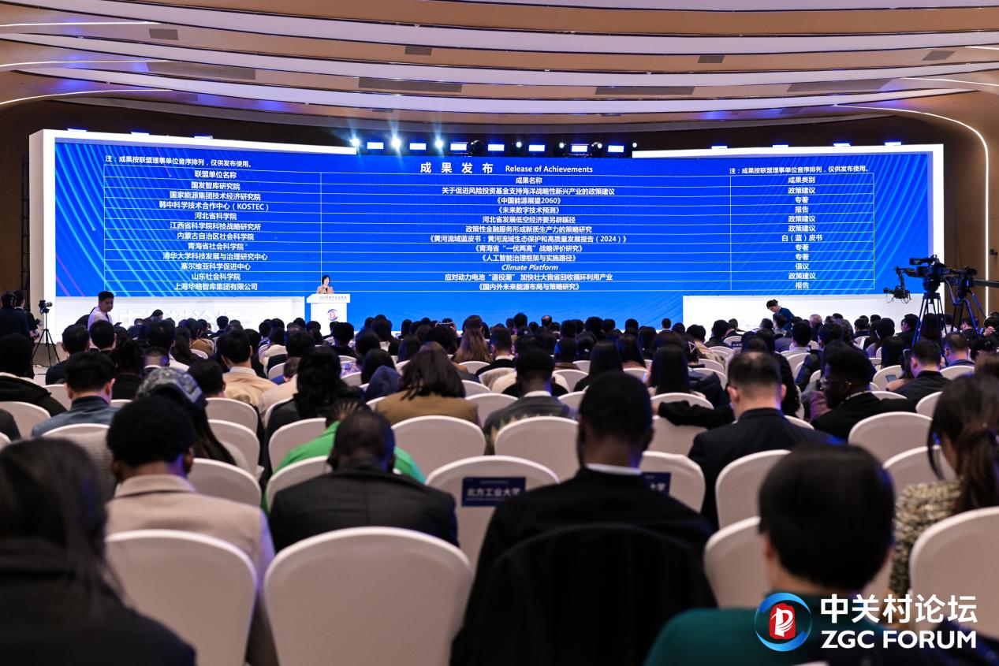 注：成果按联盟理事单位音序排列，仅供发布使用。
成果发布 Release of Achievements
注：成果按联盟理事单位音序排列，仅供发布使用。
联盟单位名称 成果名称 成果类别
国发智库研究院 关于促进风险投资基金支持海洋战略性新兴产业的政策建议 政策建议
国家能源集团技术经济研究院 《中国能源展望2060》 专著
韩中科学技术合作中心（KOSTEC） 《未来数字技术预测》 报告
河北省科学院 河北省发展低空经济要另辟蹊径 政策建议
江西省科学院科技战略研究所 政策性金融服务形成新质生产力的策略研究 政策建议
内蒙古自治区社会科学院 《黄河流域蓝皮书：黄河流域生态保护和高质量发展报告（2024）》 白（蓝）皮书
青海省社会科学院 《青海省“一优两高”战略评价研究》 专著
清华大学科技发展与治理研究中心 《人工智能治理框架与实施路径》 专著
塞尔维亚科学促进中心 Climate Platform 倡议
山东社会科学院 应对动力电池“退役潮” 加快壮大我省回收循环利用产业 政策建议
上海华略智库集团有限公司 《国内外未来能源布局与策略研究》 报告
北方工业大学
大学
中关村论坛
ZGC FORUM